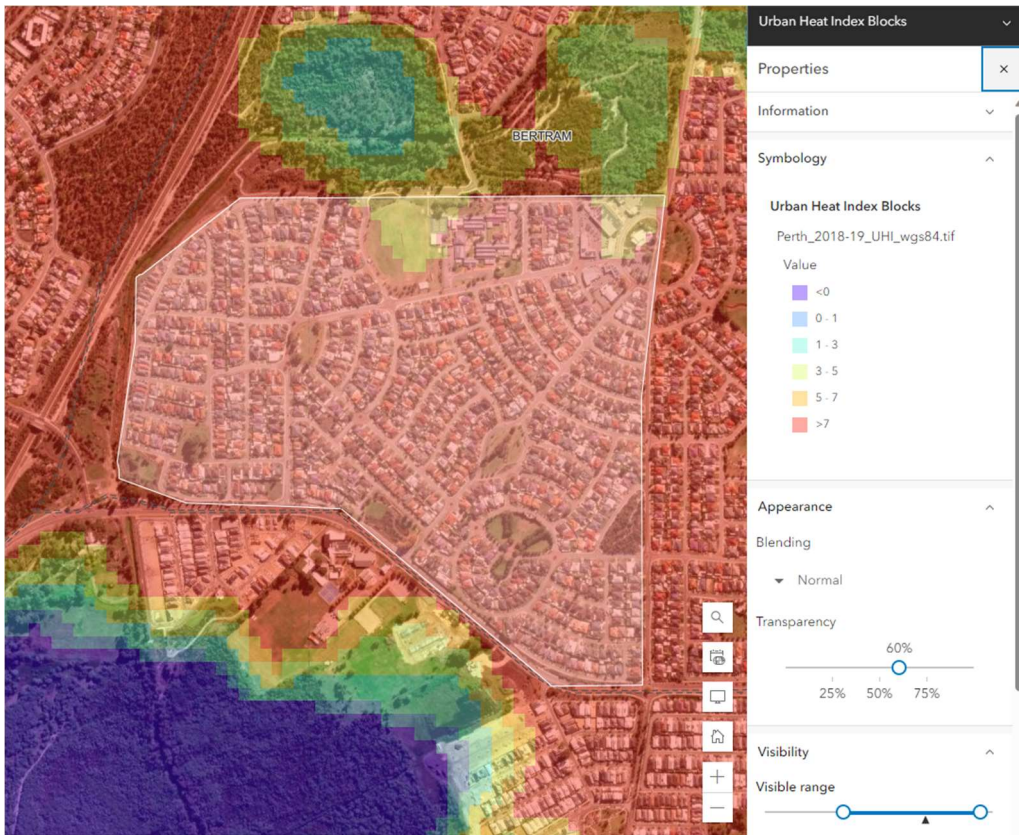 BERTRAM
Urban Heat Index Blocks
Properties
Information
Symbology
Urban Heat Index Blocks
Perth_2018-19_UHI_wgs84.tif
Value
<0
0 - 1
1 - 3
3 - 5
5 - 7
>7
Appearance
Blending
Normal
Transparency
60%
25% 50% 75%
Visibility
Visible range